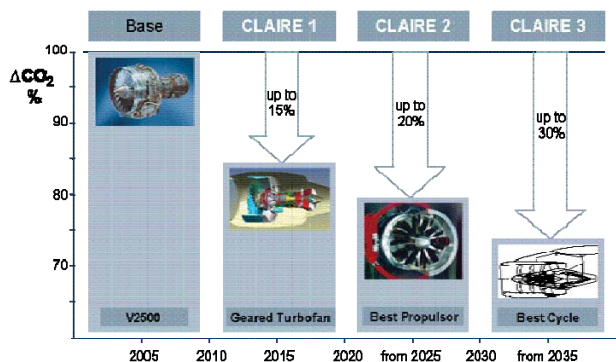 Base
CLAIRE 1
CLAIRE 2
CLAIRE 3
100
ΔCO₂
%
90
80
70
up to
15%
up to
20%
up to
30%
V2500
Geared Turbofan
Best Propulsor
Best Cycle
2005
2010
2015
2020
from 2025
2030
from 2035